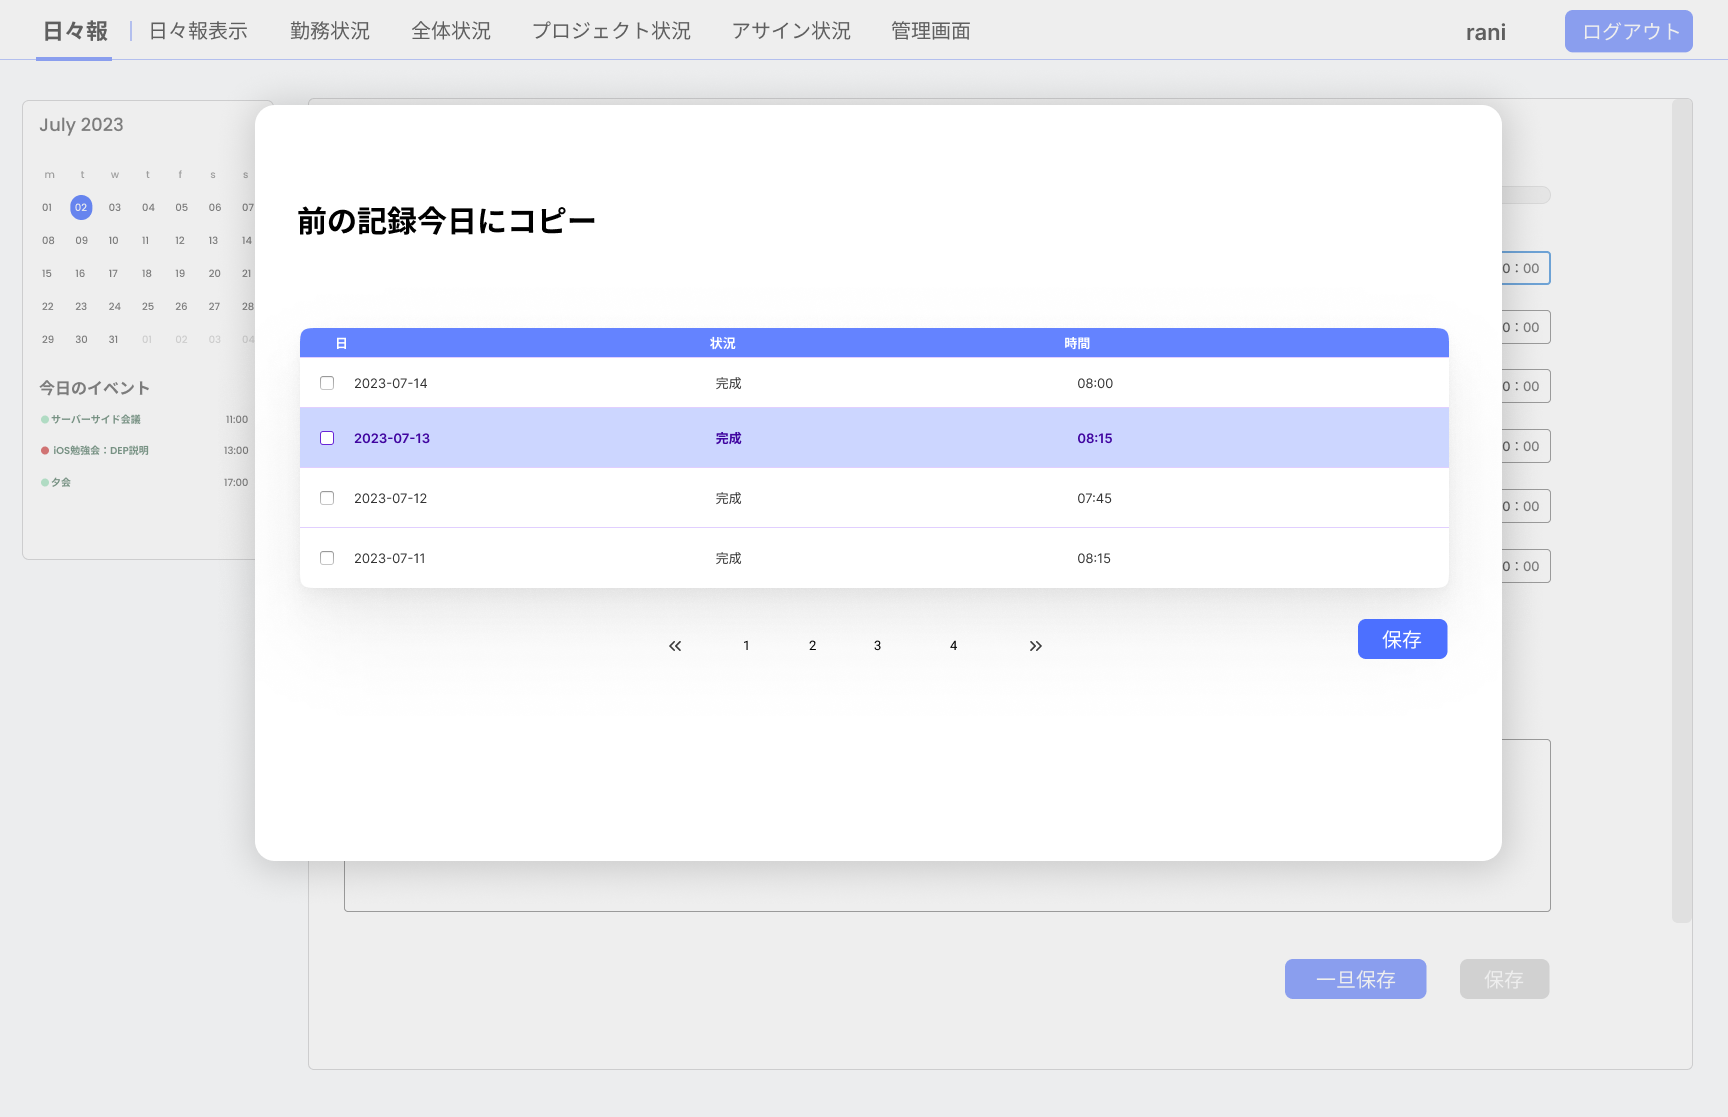 日々報 日々報表示 勤務状況 全体状況 プロジェクト状況 アサイン状況 管理画面 rani ログアウト
July 2023
m t w t f s s
01 02 03 04 05 06 07
08 09 10 11 12 13 14
15 16 17 18 19 20 21
22 23 24 25 26 27 28
29 30 31 01 02 03 04
今日のイベント
サーバーサイド会議 11:00
iOS勉強会：DEP説明 13:00
夕会 17:00
前の記録今日にコピー
日 状況 時間
2023-07-14 完成 08:00
2023-07-13 完成 08:15
2023-07-12 完成 07:45
2023-07-11 完成 08:15
« 1 2 3 4 »
保存
0：00
0：00
0：00
0：00
0：00
0：00
一旦保存 保存